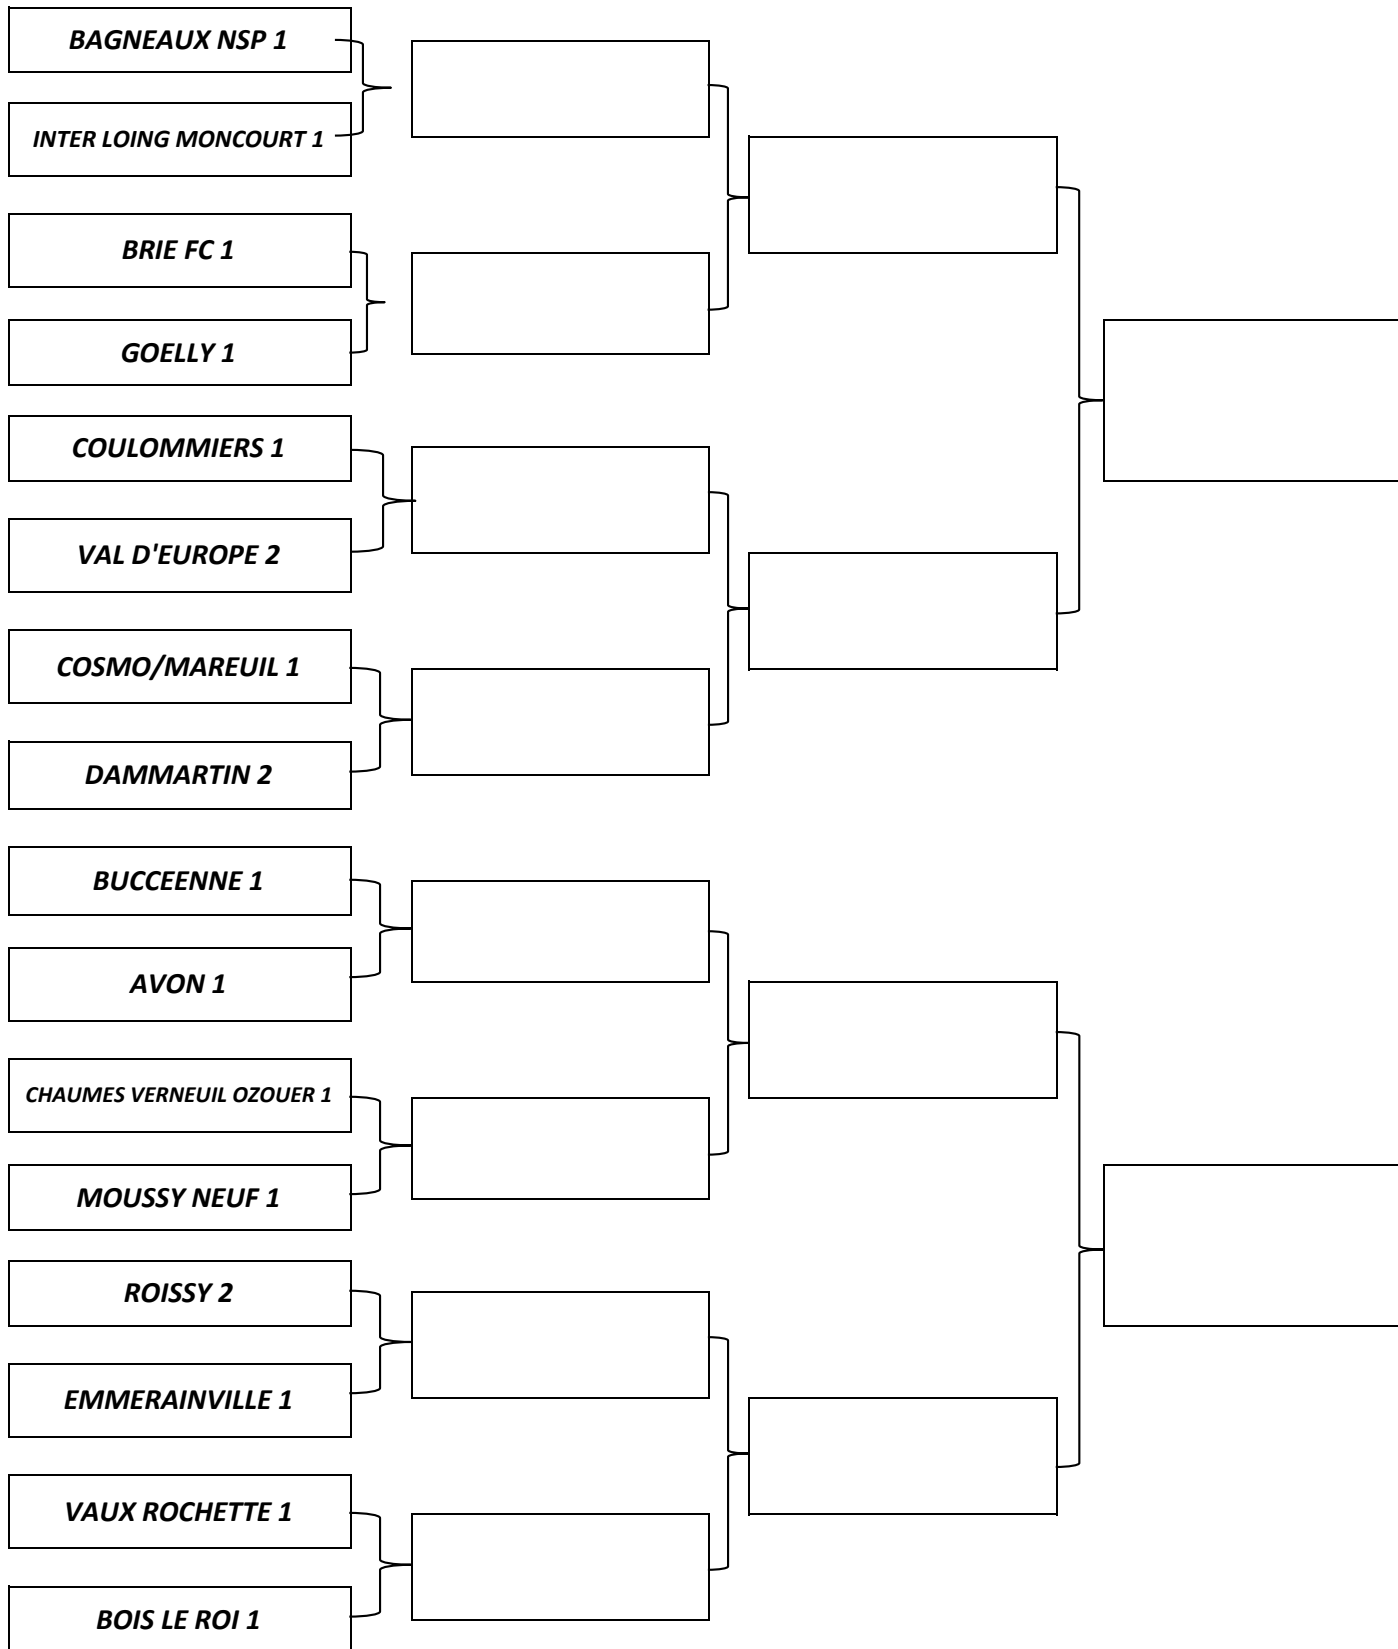 BAGNEAUX NSP 1
INTER LOING MONCOURT 1
BRIE FC 1
GOELLY 1
COULOMMIERS 1
VAL D'EUROPE 2
COSMO/MAREUIL 1
DAMMARTIN 2
BUCCEENNE 1
AVON 1
CHAUMES VERNEUIL OZOUER 1
MOUSSY NEUF 1
ROISSY 2
EMMERAINVILLE 1
VAUX ROCHETTE 1
BOIS LE ROI 1